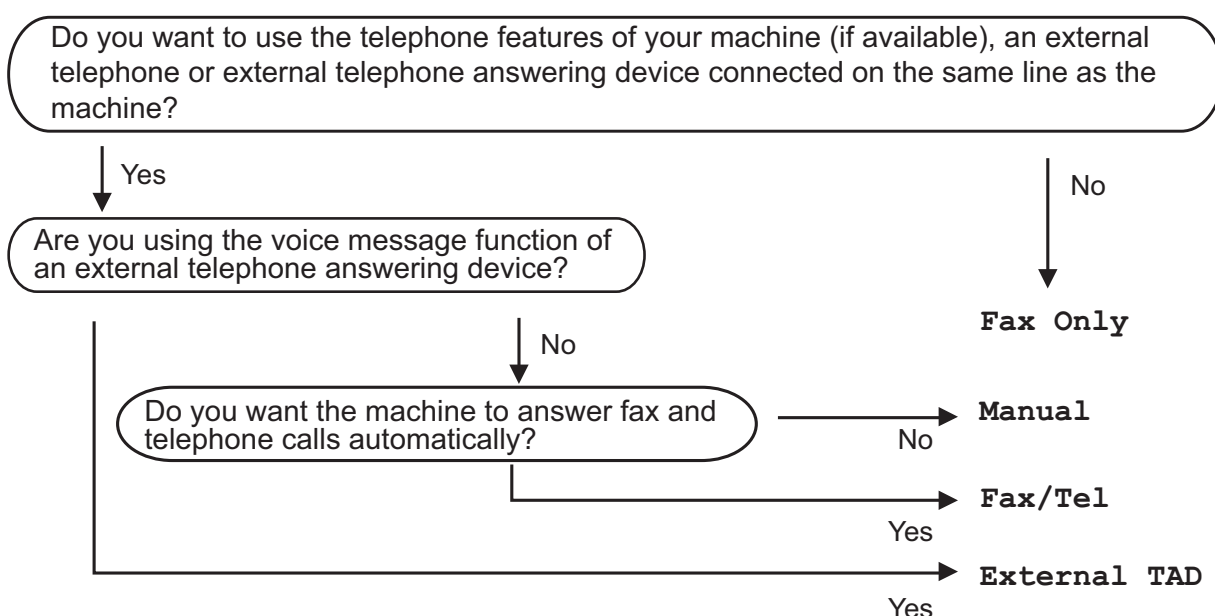 Do you want to use the telephone features of your machine (if available), an external
telephone or external telephone answering device connected on the same line as the
machine?
Yes
No
Are you using the voice message function of
an external telephone answering device?
Fax Only
No
Do you want the machine to answer fax and
telephone calls automatically?
Manual
No
Fax/Tel
Yes
External TAD
Yes